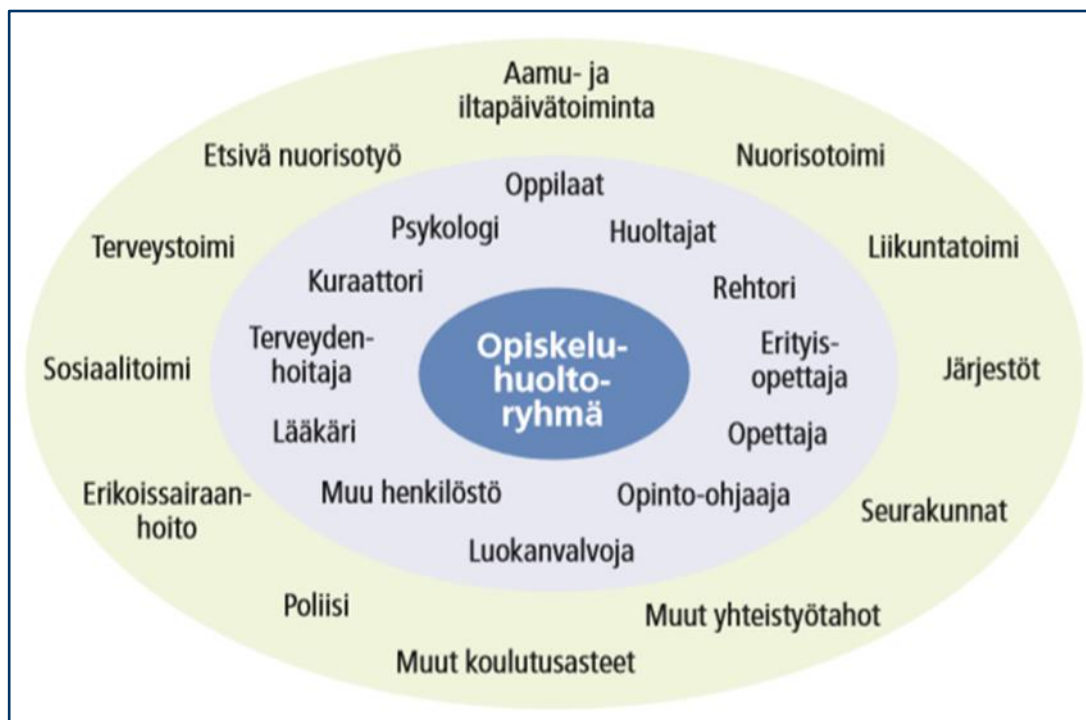 Aamu- ja
iltapäivätoiminta
Etsivä nuorisotyö
Nuorisotoimi
Oppilaat
Psykologi
Huoltajat
Terveystoimi
Liikuntatoimi
Kuraattori
Rehtori
Terveyden-
hoitaja
Opiskelu-
huolto-
ryhmä
Erityis-
opettaja
Sosiaalitoimi
Järjestöt
Lääkäri
Opettaja
Erikoissairaan-
hoito
Muu henkilöstö
Opinto-ohjaaja
Seurakunnat
Luokanvalvoja
Poliisi
Muut yhteistyötahot
Muut koulutusasteet